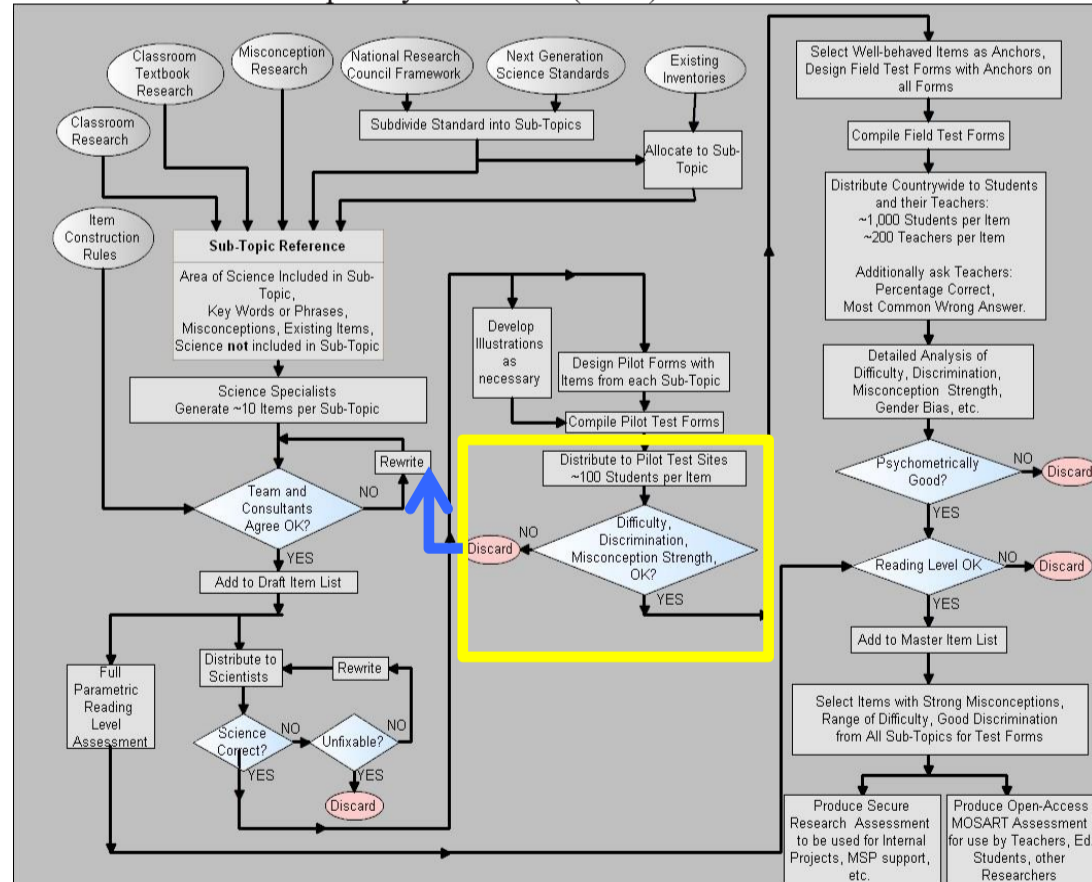 Classroom
Textbook
Research
Misconception
Research
National Research
Council Framework
Next Generation
Science Standards
Existing
Inventories
Classroom
Research
Subdivide Standard into Sub-Topics
Allocate to Sub-
Topic
Item
Construction
Rules
Sub-Topic Reference
Area of Science Included in Sub-
Topic,
Key Words or Phrases,
Misconceptions, Existing Items,
Science not included in Sub-Topic
Science Specialists
Generate ~10 Items per Sub-Topic
Rewrite
Team and
Consultants
Agree OK?
NO
YES
Add to Draft Item List
Full
Parametric
Reading
Level
Assessment
Distribute to
Scientists
Rewrite
Science
Correct?
NO
Unfixable?
NO
YES
YES
Discard
Develop
Illustrations
as
necessary
Design Pilot Forms with
Items from each Sub-Topic
Compile Pilot Test Forms
Distribute to Pilot Test Sites
~100 Students per Item
Difficulty,
Discrimination,
Misconception Strength,
OK?
NO
Discard
YES
Select Well-behaved Items as Anchors,
Design Field Test Forms with Anchors on
all Forms
Compile Field Test Forms
Distribute Countrywide to Students
and their Teachers:
~1,000 Students per Item
~200 Teachers per Item
Additionally ask Teachers:
Percentage Correct,
Most Common Wrong Answer.
Detailed Analysis of
Difficulty, Discrimination,
Misconception Strength,
Gender Bias, etc.
Psychometrically
Good?
NO
Discard
YES
Reading Level OK
NO
Discard
YES
Add to Master Item List
Select Items with Strong Misconceptions,
Range of Difficulty, Good Discrimination
from All Sub-Topics for Test Forms
Produce Secure
Research Assessment
to be used for Internal
Projects, MSP support,
etc.
Produce Open-Access
MOSART Assessment
for use by Teachers, Ed.
Students, other
Researchers